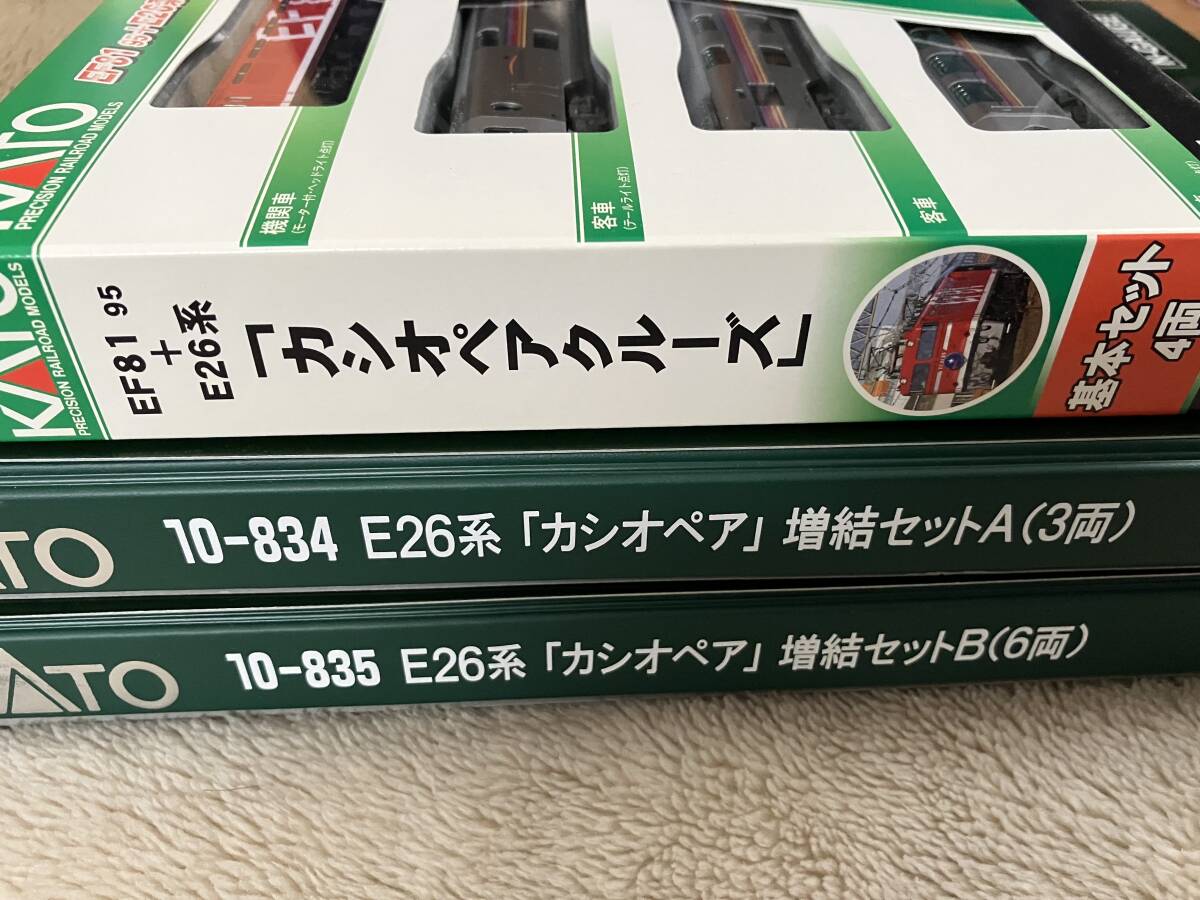 EF81
KATO
PRECISION RAILROAD MODELS
機関車
(モーター付・ヘッドライト点灯)
客車
(テールライト点灯)
客車
KATO
PRECISION RAILROAD MODELS
EF81 95
+
E26系
「カシオペアクルーズ」
基本セット
4両
ATO
10-834 E26系「カシオペア」増結セットA(3両)
ATO
10-835 E26系「カシオペア」増結セットB(6両)